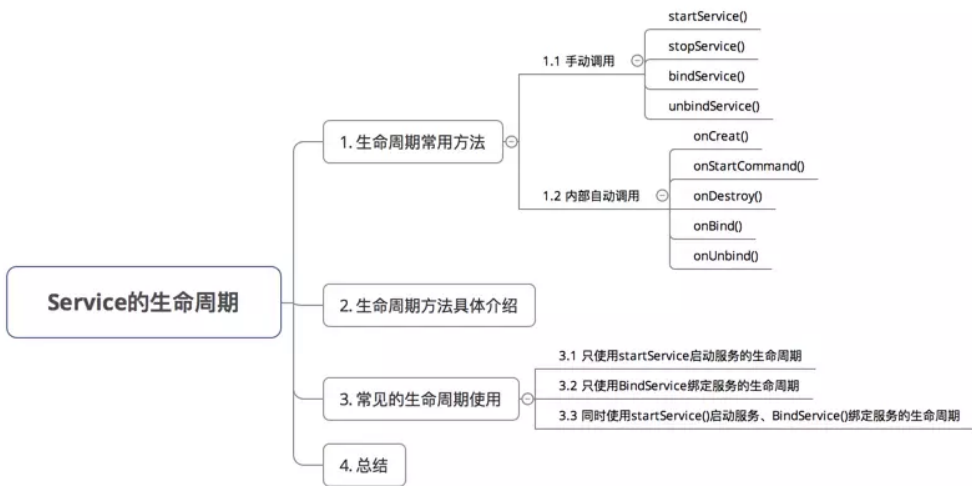 Service的生命周期
1. 生命周期常用方法
1.1 手动调用
startService()
stopService()
bindService()
unbindService()
1.2 内部自动调用
onCreat()
onStartCommand()
onDestroy()
onBind()
onUnbind()
2. 生命周期方法具体介绍
3. 常见的生命周期使用
3.1 只使用startService启动服务的生命周期
3.2 只使用BindService绑定服务的生命周期
3.3 同时使用startService()启动服务、BindService()绑定服务的生命周期
4. 总结